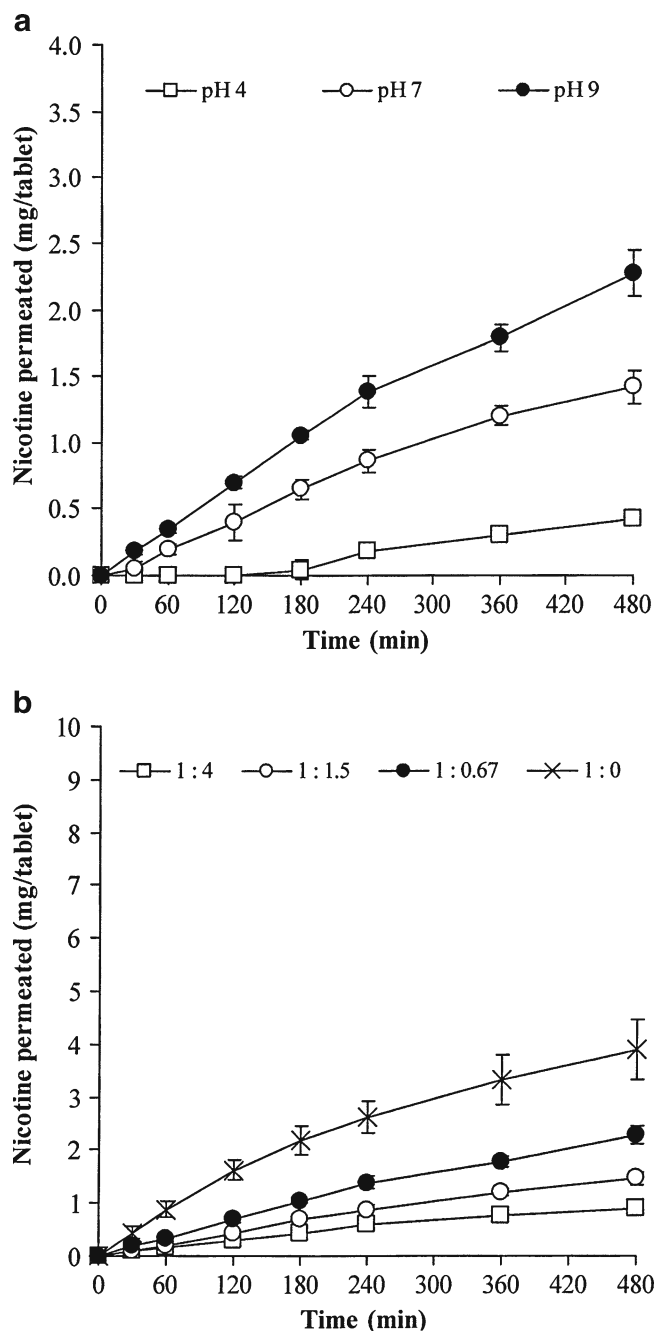 a
4.0
pH 4 pH 7 pH 9
3.5
3.0
2.5
2.0
1.5
1.0
0.5
0.0
Nicotine permeated (mg/tablet)
0 60 120 180 240 300 360 420 480
Time (min)
b
10
1 : 4 1 : 1.5 1 : 0.67 1 : 0
9
8
7
6
5
4
3
2
1
0
Nicotine permeated (mg/tablet)
0 60 120 180 240 300 360 420 480
Time (min)